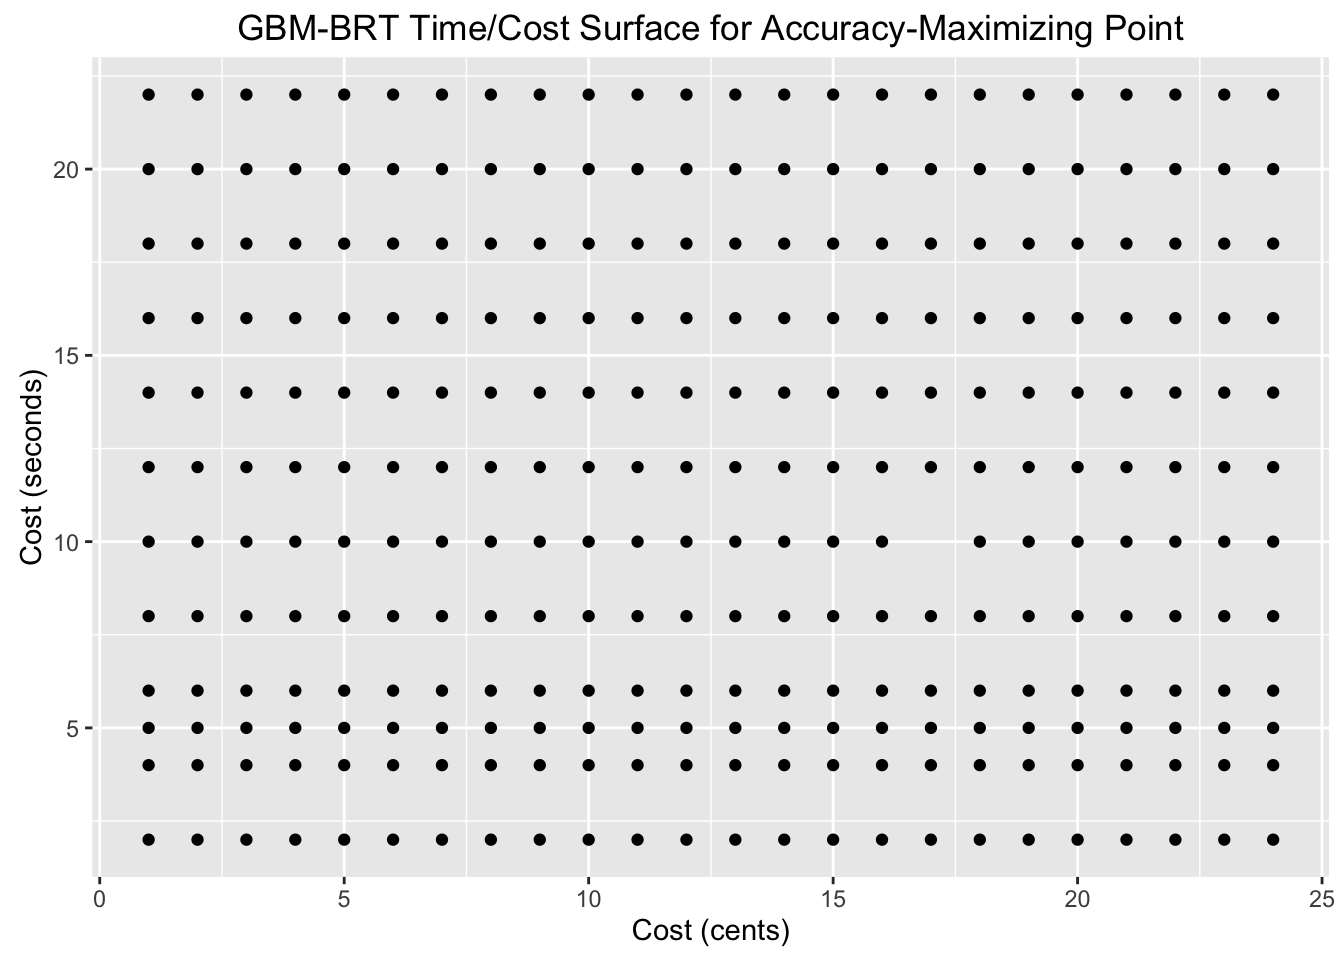 GBM-BRT Time/Cost Surface for Accuracy-Maximizing Point
20
15
10
5
Cost (seconds)
0 5 10 15 20 25
Cost (cents)